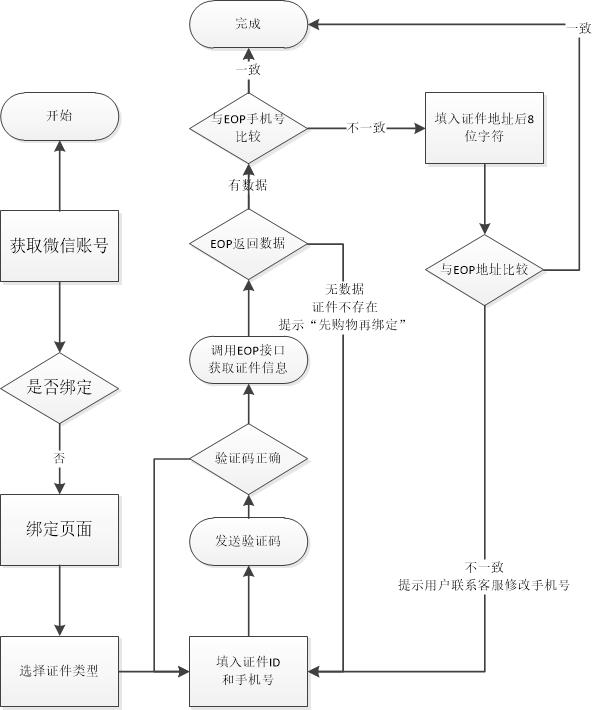 开始
获取微信账号
是否绑定
否
绑定页面
选择证件类型
填入证件ID
和手机号
发送验证码
验证码正确
调用EOP接口
获取证件信息
EOP返回数据
无数据
证件不存在
提示“先购物再绑定”
有数据
与EOP手机号
比较
一致
完成
不一致
填入证件地址后8
位字符
与EOP地址比较
一致
不一致
提示用户联系客服修改手机号